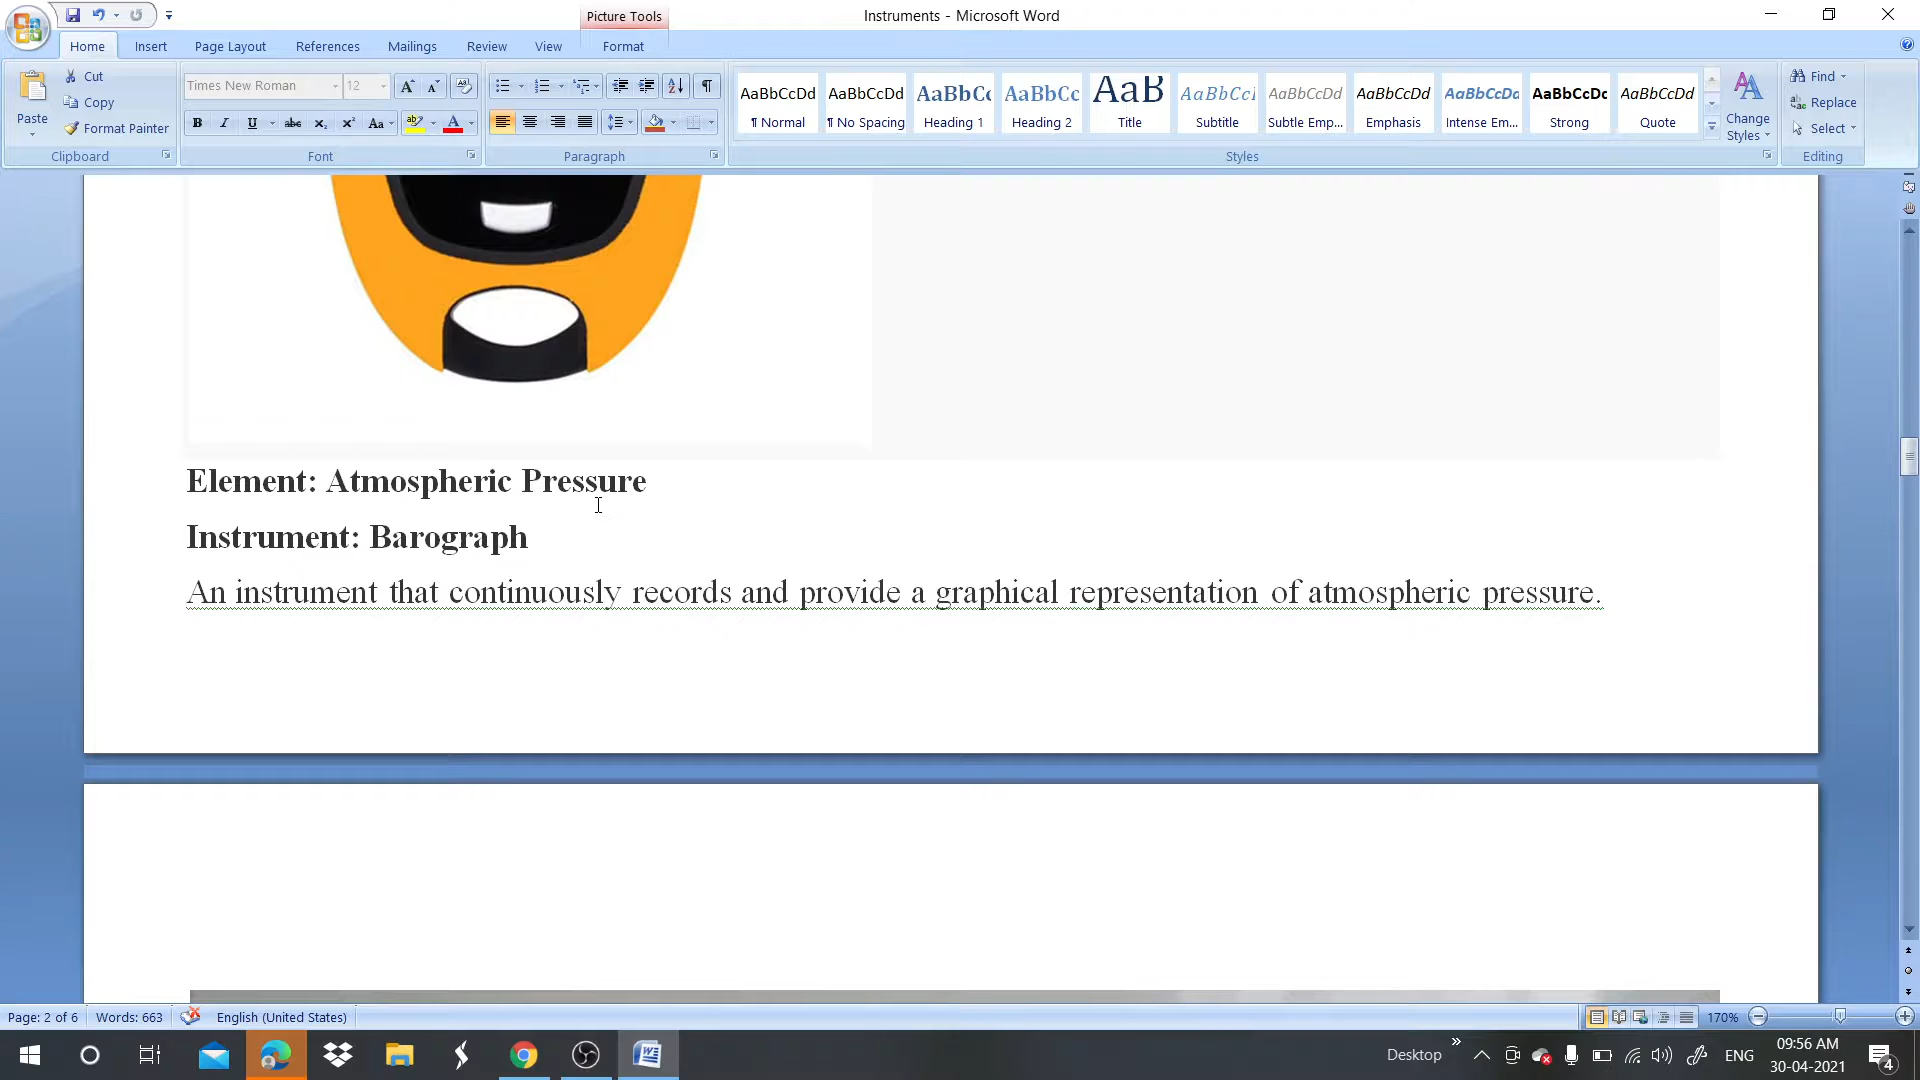 Picture Tools
Instruments - Microsoft Word
Home Insert Page Layout References Mailings Review View Format
Paste
Cut
Copy
Format Painter
Clipboard
Times New Roman 12
Font
Paragraph
AaBbCcDd AaBbCcDd AaBbCc AaBbCc AaB AaBbCcI AaBbCcDd AaBbCcDd AaBbCcDd AaBbCcDd AaBbCcDd
¶ Normal ¶ No Spacing Heading 1 Heading 2 Title Subtitle Subtle Emp... Emphasis Intense Em... Strong Quote
Styles
Change
Styles
Find
Replace
Select
Editing
Element: Atmospheric Pressure
Instrument: Barograph
An instrument that continuously records and provide a graphical representation of atmospheric pressure.
Page: 2 of 6 Words: 663 English (United States) 170%
Desktop » ENG 09:56 AM
30-04-2021
4